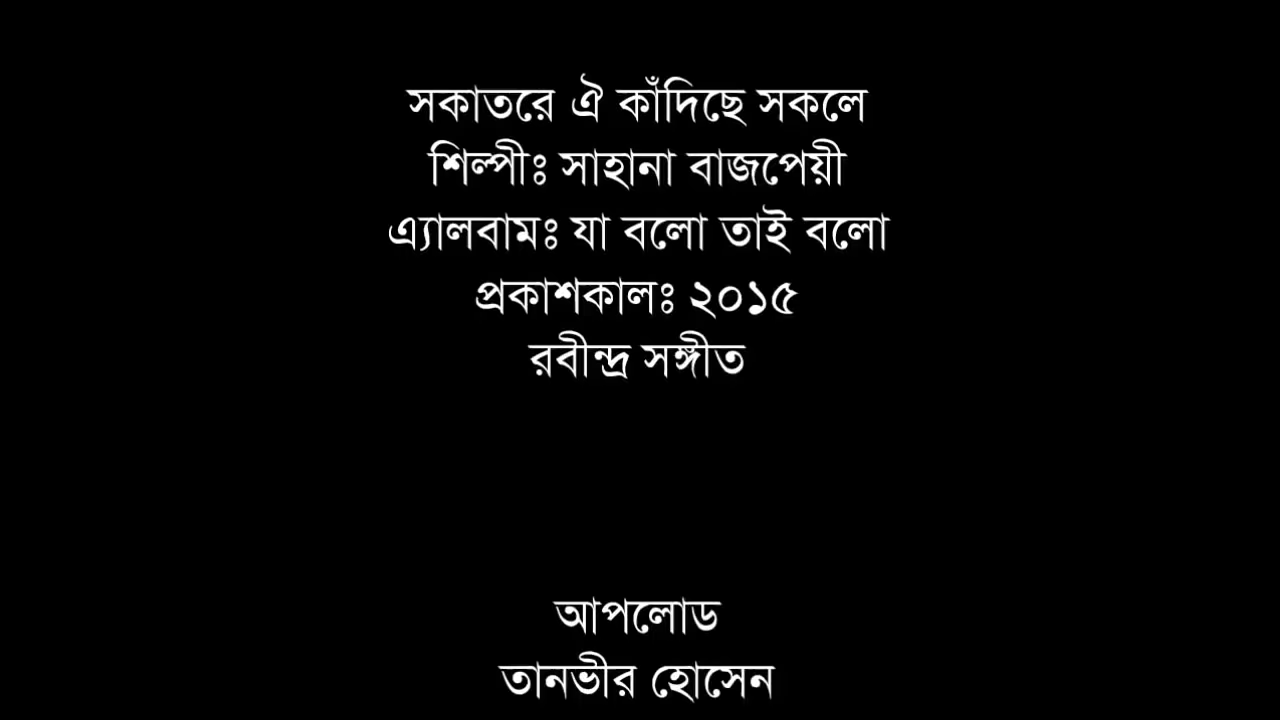 সকাতরে ঐ কাঁদিছে সকলে
শিল্পীঃ সাহানা বাজপেয়ী
এ্যালবামঃ যা বলো তাই বলো
প্রকাশকালঃ ২০১৫
রবীন্দ্র সঙ্গীত
আপলোড
তানভীর হোসেন